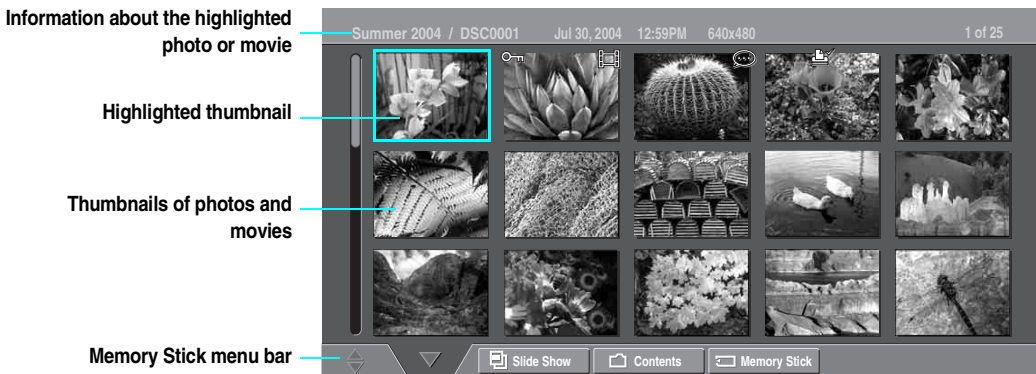 Information about the highlighted
photo or movie
Summer 2004 / DSC0001 Jul 30, 2004 12:59PM 640x480 1 of 25
Highlighted thumbnail
Thumbnails of photos and
movies
Memory Stick menu bar
Slide Show Contents Memory Stick